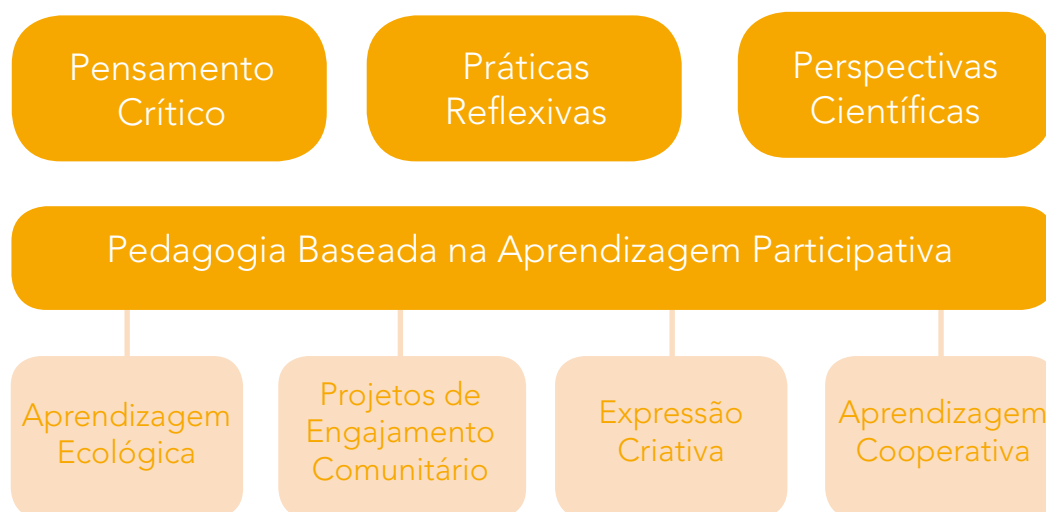 Pensamento
Crítico
Práticas
Reflexivas
Perspectivas
Científicas
Pedagogia Baseada na Aprendizagem Participativa
Aprendizagem
Ecológica
Projetos de
Engajamento
Comunitário
Expressão
Criativa
Aprendizagem
Cooperativa